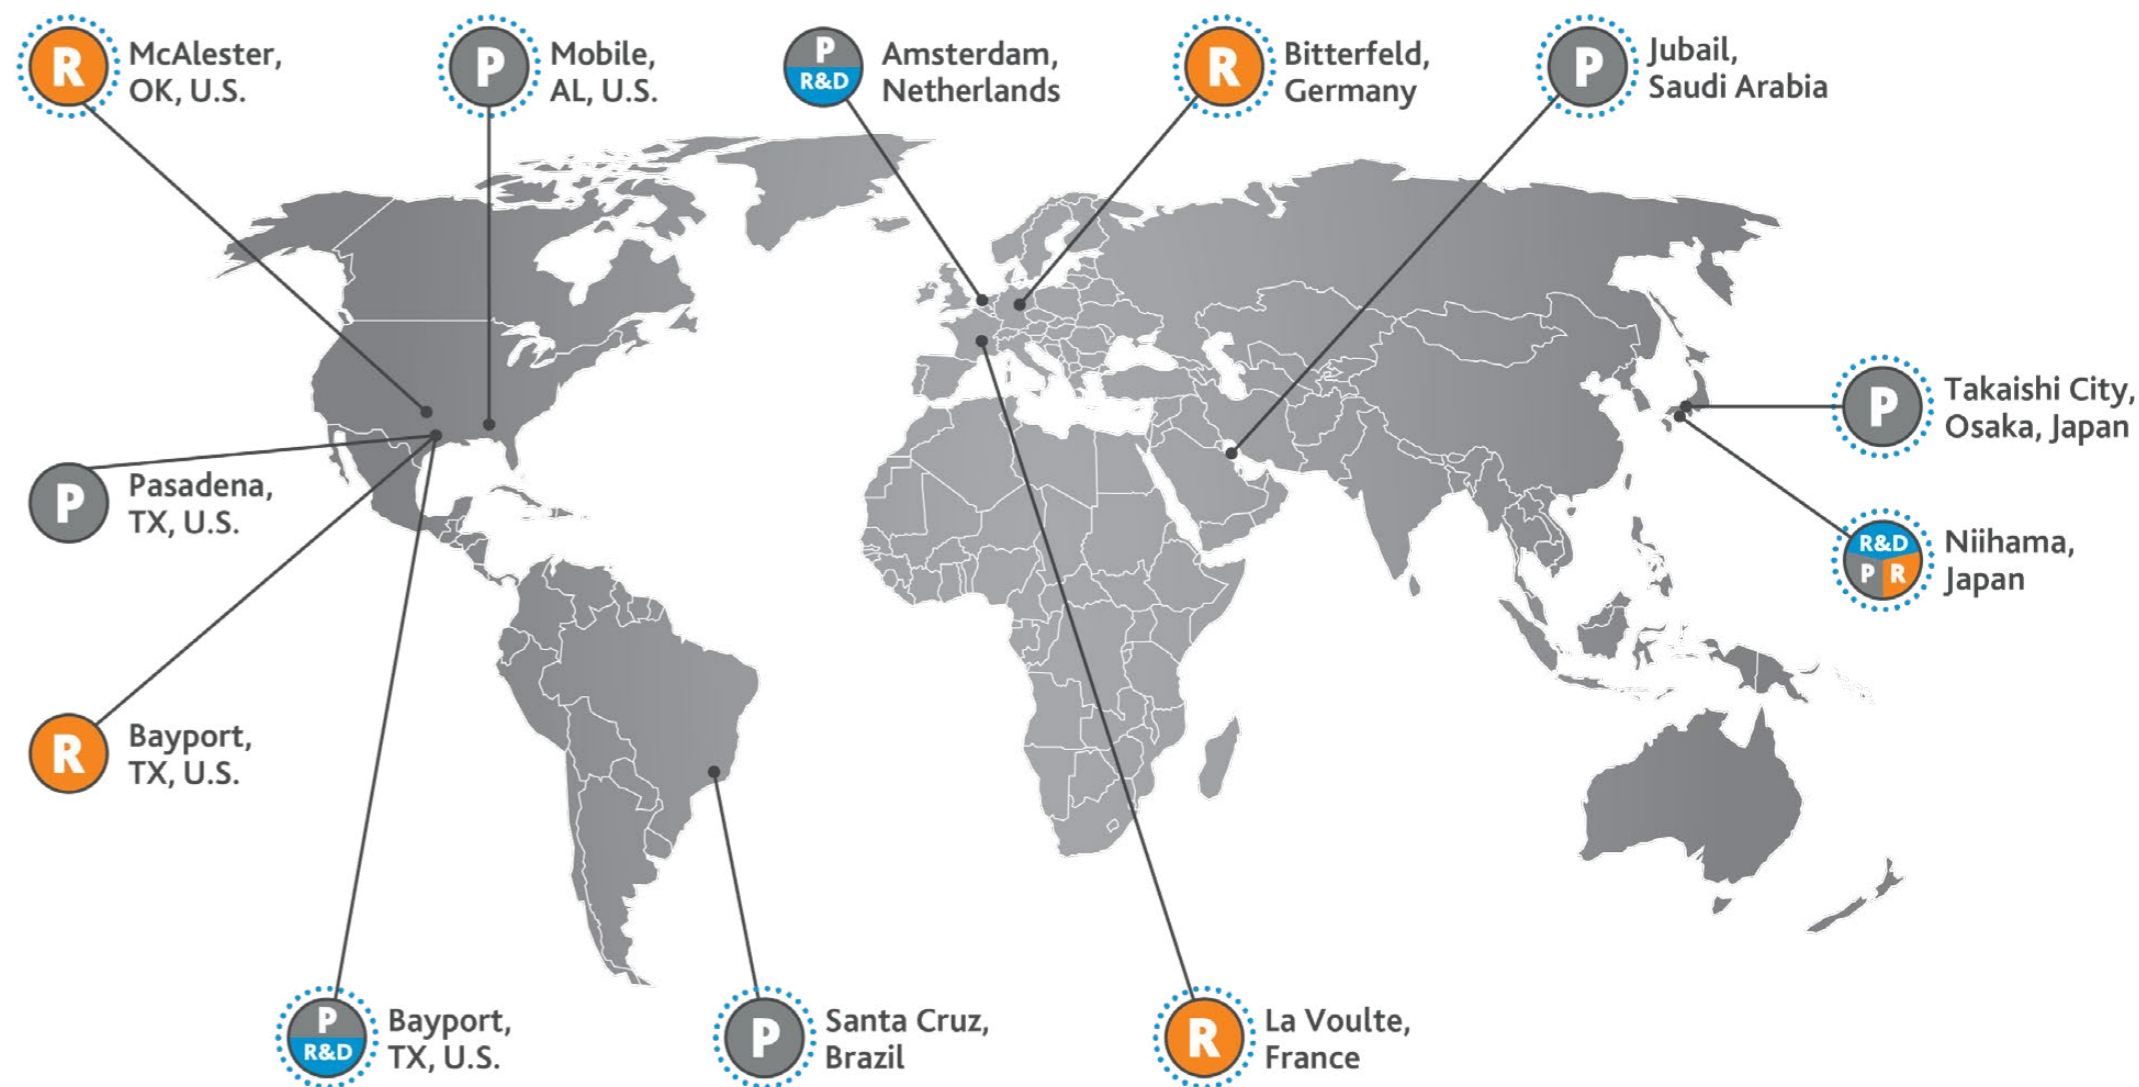 R
McAlester,
OK, U.S.
P
Mobile,
AL, U.S.
P
R&D
Amsterdam,
Netherlands
R
Bitterfeld,
Germany
P
Jubail,
Saudi Arabia
P
Takaishi City,
Osaka, Japan
P
Pasadena,
TX, U.S.
R&D
P R
Niihama,
Japan
R
Bayport,
TX, U.S.
P
R&D
Bayport,
TX, U.S.
P
Santa Cruz,
Brazil
R
La Voulte,
France